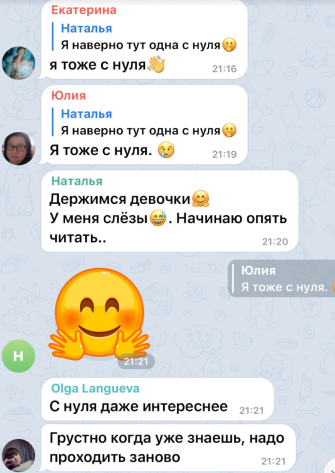 Екатерина
Наталья
Я наверно тут одна с нуля🤫
я тоже с нуля👋
21:16
Юлия
Наталья
Я наверно тут одна с нуля🤫
Я тоже с нуля. 😢
21:19
Наталья
Держимся девочки🤗
У меня слёзы😅. Начинаю опять
читать..
21:20
Юлия
Я тоже с нуля.
Н
21:21
Olga Langueva
С нуля даже интереснее
21:21
Грустно когда уже знаешь, надо
проходить заново
21:21